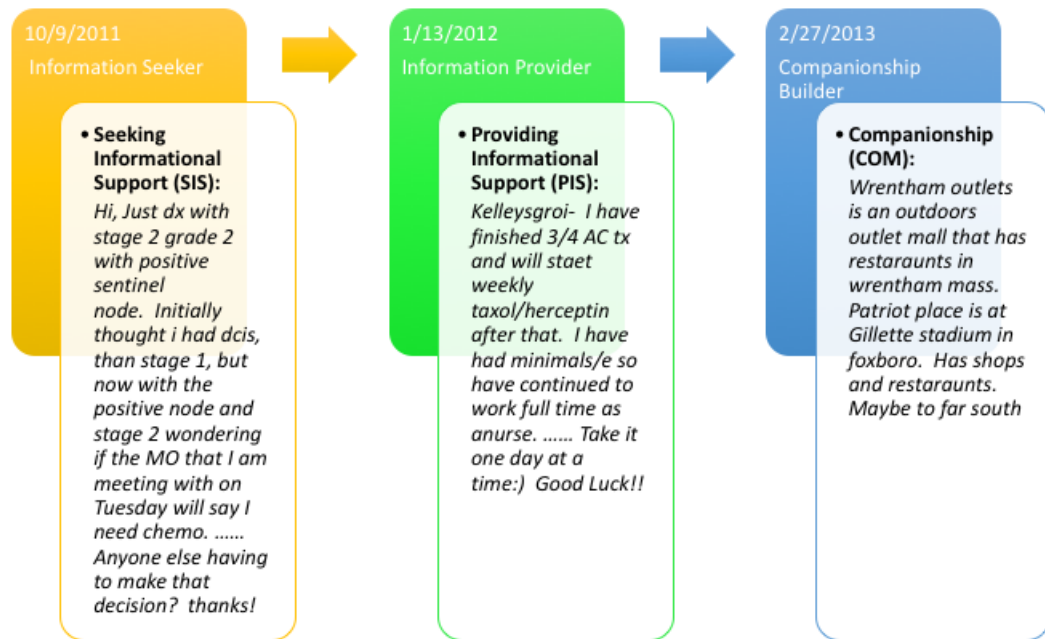 10/9/2011
Information Seeker
• Seeking
Informational
Support (SIS):
Hi, Just dx with
stage 2 grade 2
with positive
sentinel
node.  Initially
thought i had dcis,
than stage 1, but
now with the
positive node and
stage 2 wondering
if the MO that I am
meeting with on
Tuesday will say I
need chemo. ......
Anyone else having
to make that
decision?  thanks!
1/13/2012
Information Provider
• Providing
Informational
Support (PIS):
Kelleysgroi-  I have
finished 3/4 AC tx
and will staet
weekly
taxol/herceptin
after that.  I have
had minimals/e so
have continued to
work full time as
anurse. ...... Take it
one day at a
time:)  Good Luck!!
2/27/2013
Companionship
Builder
• Companionship
(COM):
Wrentham outlets
is an outdoors
outlet mall that has
restaraunts in
wrentham mass.
Patriot place is at
Gillette stadium in
foxboro.  Has shops
and restaraunts.
Maybe to far south